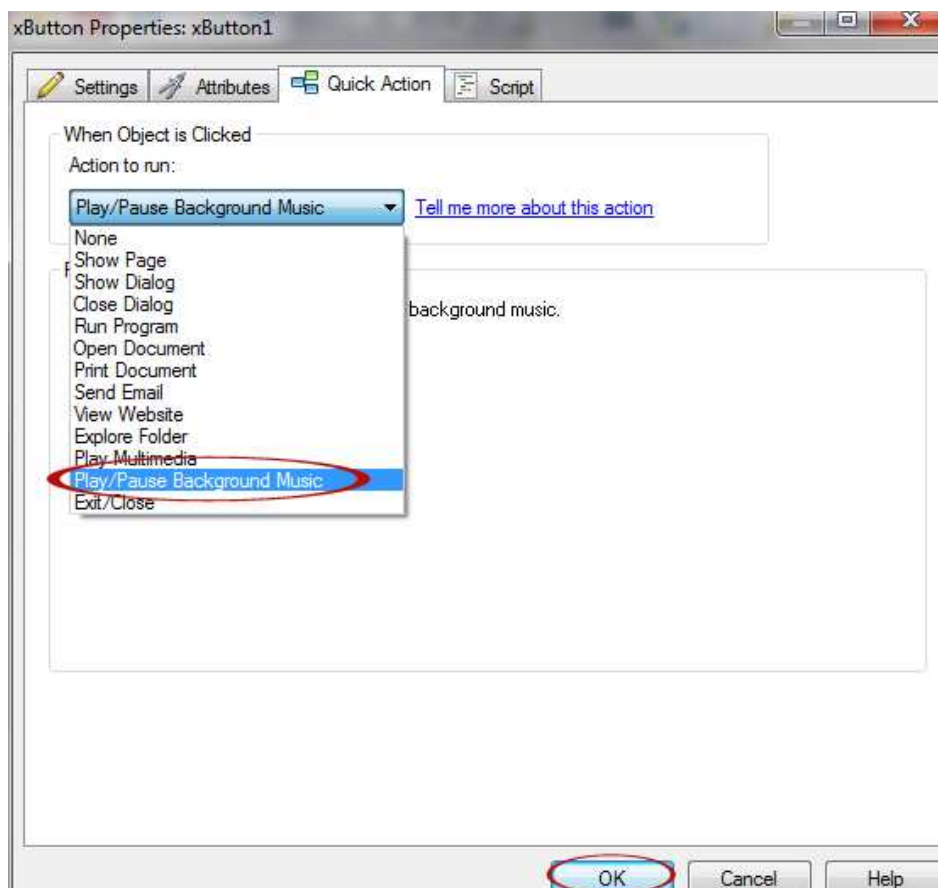 xButton Properties: xButton1
Settings Attributes Quick Action Script
When Object is Clicked
Action to run:
Play/Pause Background Music Tell me more about this action
None
Show Page
Show Dialog
Close Dialog
Run Program
background music.
Open Document
Print Document
Send Email
View Website
Explore Folder
Play Multimedia
Play/Pause Background Music
Exit/Close
OK Cancel Help